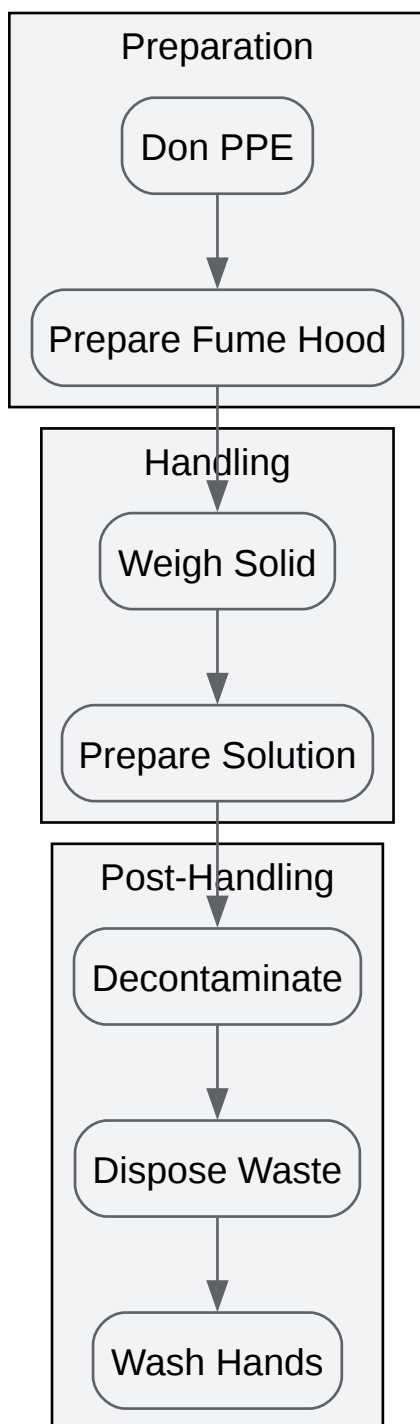 Preparation
Don PPE
Prepare Fume Hood
Handling
Weigh Solid
Prepare Solution
Post-Handling
Decontaminate
Dispose Waste
Wash Hands